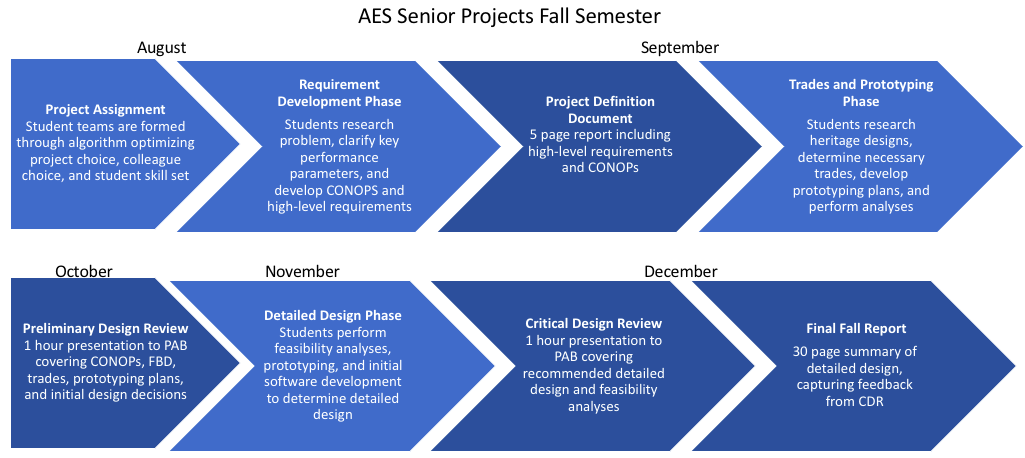 AES Senior Projects Fall Semester
August
September
Project Assignment
Student teams are formed
through algorithm optimizing
project choice, colleague
choice, and student skill set
Requirement
Development Phase
Students research
problem, clarify key
performance
parameters, and
develop CONOPS and
high-level requirements
Project Definition
Document
5 page report including
high-level requirements
and CONOPs
Trades and Prototyping
Phase
Students research
heritage designs,
determine necessary
trades, develop
prototyping plans, and
perform analyses
October
November
December
Preliminary Design Review
1 hour presentation to PAB
covering CONOPs, FBD,
trades, prototyping plans,
and initial design decisions
Detailed Design Phase
Students perform
feasibility analyses,
prototyping, and initial
software development
to determine detailed
design
Critical Design Review
1 hour presentation to
PAB covering
recommended detailed
design and feasibility
analyses
Final Fall Report
30 page summary of
detailed design,
capturing feedback
from CDR